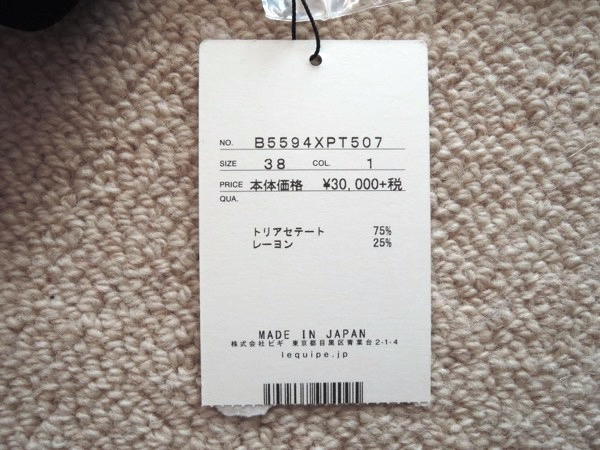 NO. B5594XPT507
SIZE 38 COL. 1
PRICE 本体価格 ¥30,000+税
QUA.
トリアセテート 75%
レーヨン 25%
MADE IN JAPAN
株式会社ビギ 東京都目黒区青葉台2-1-4
lequipe.jp